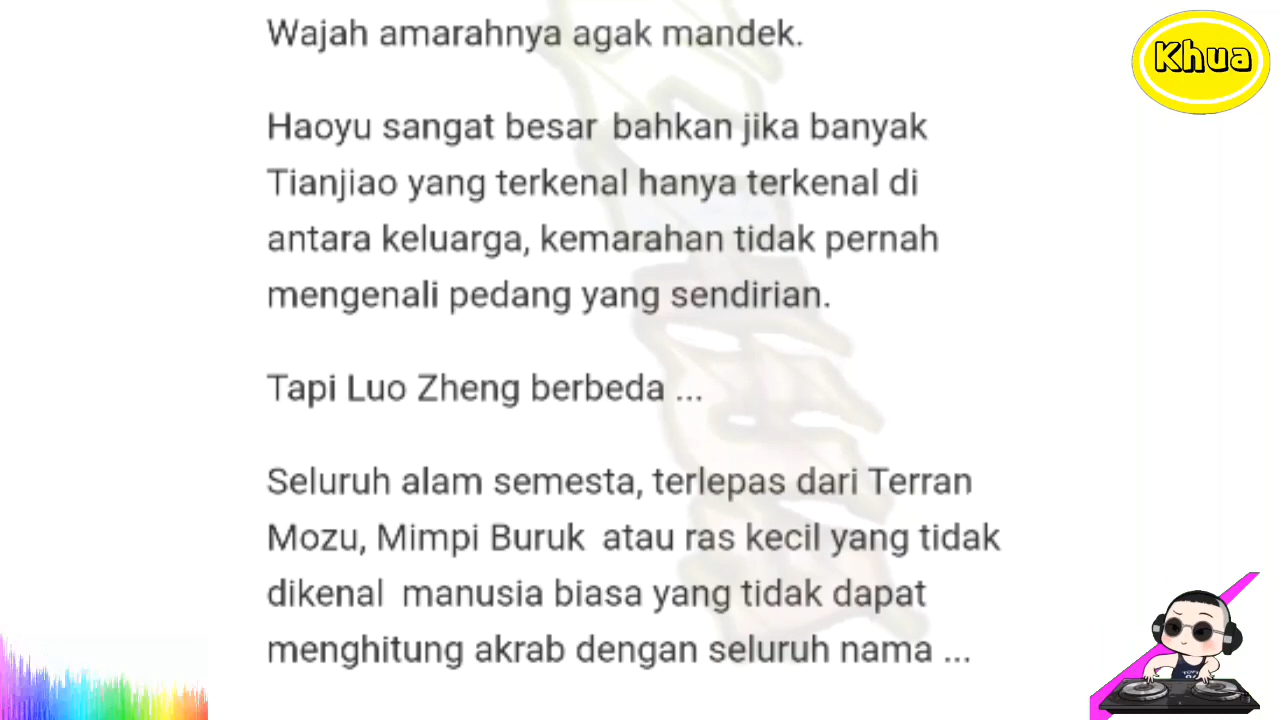 Wajah amarahnya agak mandek.
Khua
Haoyu sangat besar bahkan jika banyak
Tianjiao yang terkenal hanya terkenal di
antara keluarga, kemarahan tidak pernah
mengenali pedang yang sendirian.
Tapi Luo Zheng berbeda ...
Seluruh alam semesta, terlepas dari Terran
Mozu, Mimpi Buruk atau ras kecil yang tidak
dikenal manusia biasa yang tidak dapat
menghitung akrab dengan seluruh nama ...